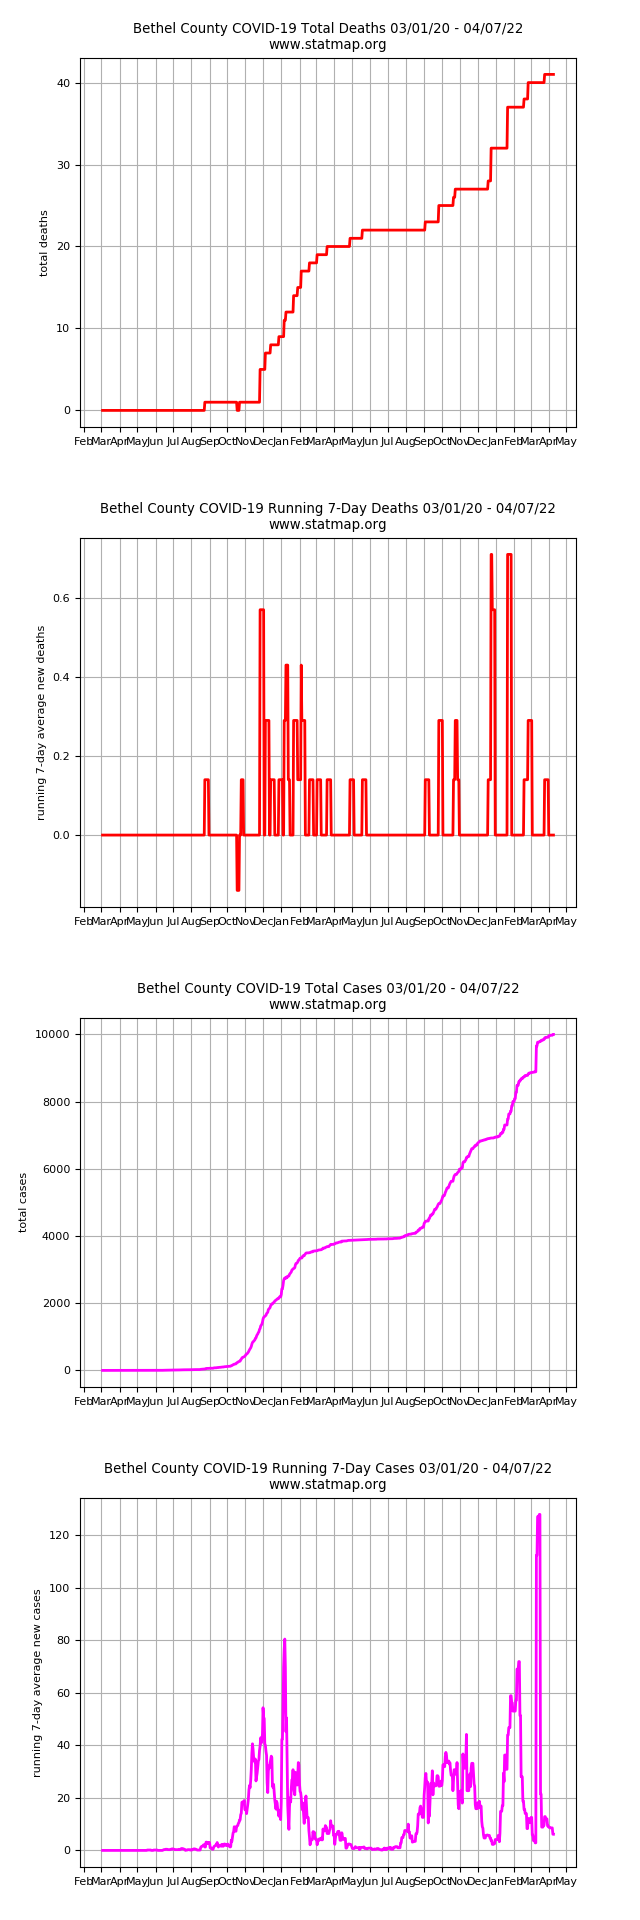 Bethel County COVID-19 Total Deaths 03/01/20 - 04/07/22
www.statmap.org
40
30
20
10
0
total deaths
Feb Mar Apr May Jun Jul Aug Sep Oct Nov Dec Jan Feb Mar Apr May Jun Jul Aug Sep Oct Nov Dec Jan Feb Mar Apr May
Bethel County COVID-19 Running 7-Day Deaths 03/01/20 - 04/07/22
www.statmap.org
0.6
0.4
0.2
0.0
running 7-day average new deaths
Feb Mar Apr May Jun Jul Aug Sep Oct Nov Dec Jan Feb Mar Apr May Jun Jul Aug Sep Oct Nov Dec Jan Feb Mar Apr May
Bethel County COVID-19 Total Cases 03/01/20 - 04/07/22
www.statmap.org
10000
8000
6000
4000
2000
0
total cases
Feb Mar Apr May Jun Jul Aug Sep Oct Nov Dec Jan Feb Mar Apr May Jun Jul Aug Sep Oct Nov Dec Jan Feb Mar Apr May
Bethel County COVID-19 Running 7-Day Cases 03/01/20 - 04/07/22
www.statmap.org
120
100
80
60
40
20
0
running 7-day average new cases
Feb Mar Apr May Jun Jul Aug Sep Oct Nov Dec Jan Feb Mar Apr May Jun Jul Aug Sep Oct Nov Dec Jan Feb Mar Apr May